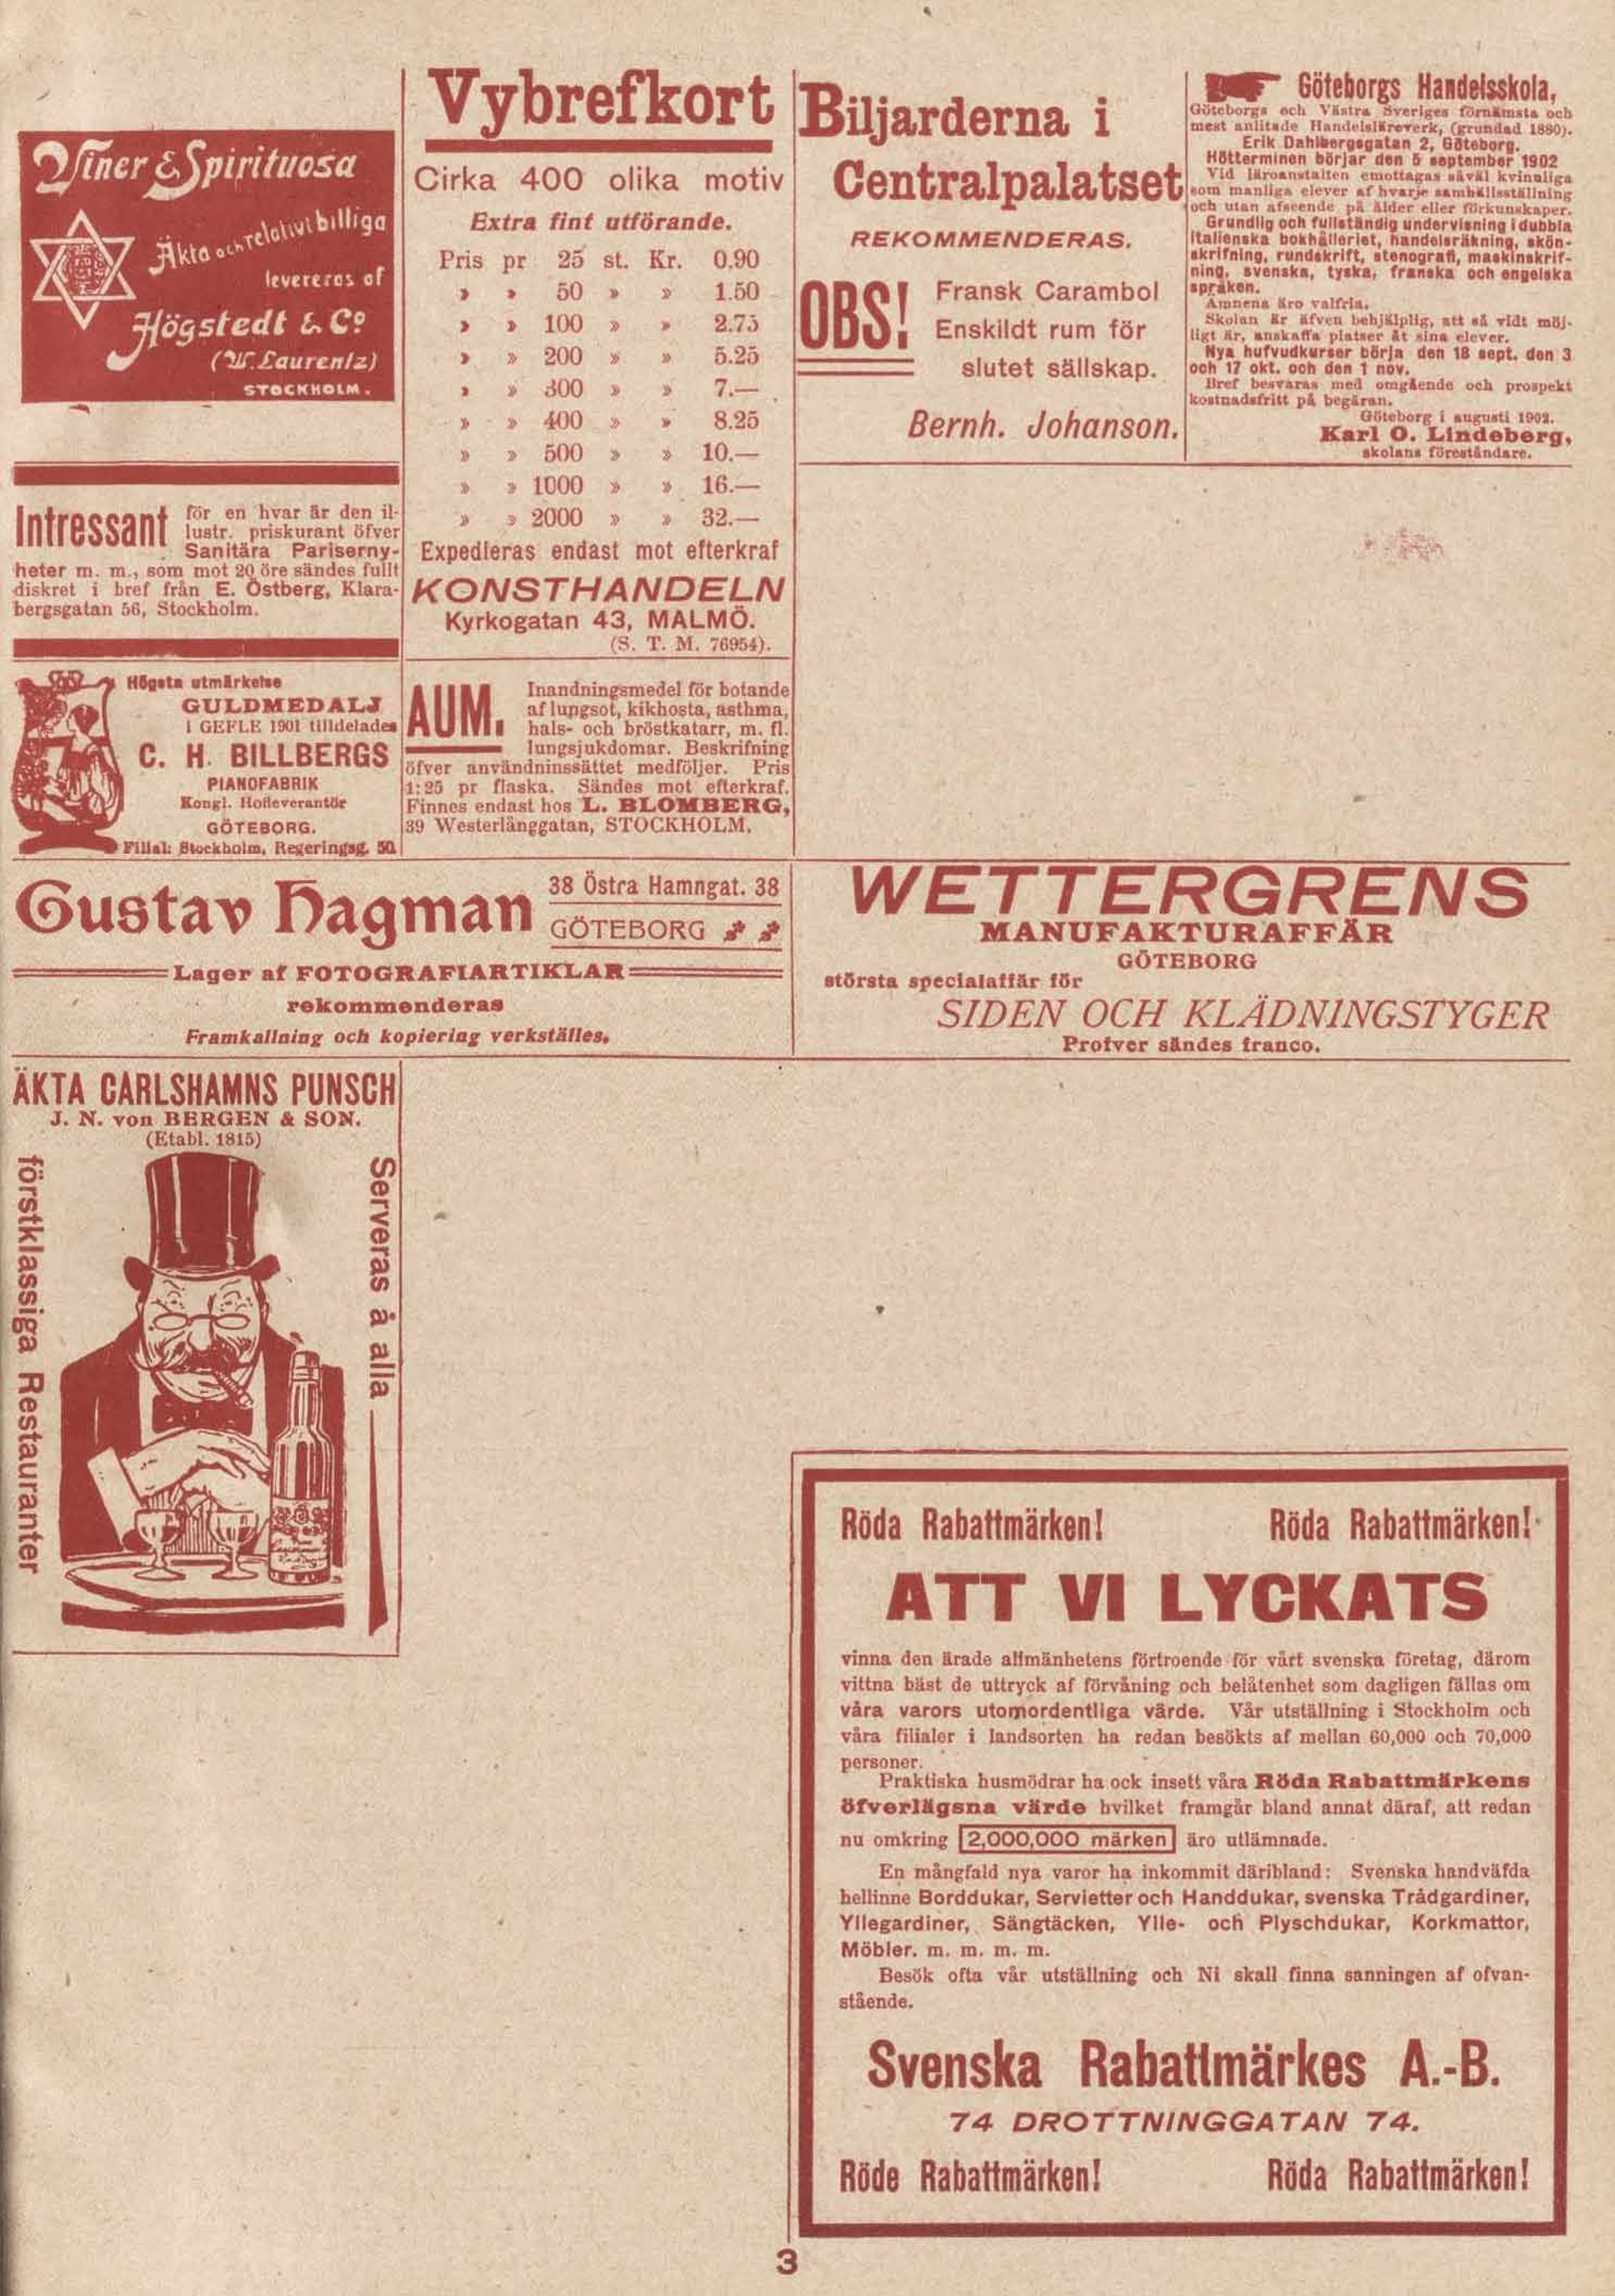 Viner & Spirituosa
Äkta och relativt billiga
levereras af
Högstedt & Co
(W. Laurentz)
STOCKHOLM.
Intressant för en hvar är den il-
lustr. priskurant öfver
Sanitära Pariserny-
heter m. m., som mot 20 öre sändes fullt
diskret i bref från E. Östberg, Klara-
bergsgatan 56, Stockholm.
Högsta utmärkelse
GULDMEDALJ
i GEFLE 1901 tilldelades
C. H. BILLBERGS
PIANOFABRIK
Kongl. Hofleverantör
GÖTEBORG.
Filial: Stockholm, Regeringsg. 50.
Vybrefkort
Cirka 400 olika motiv
Extra fint utförande.
Pris pr 25 st. Kr. 0.90
» » 50 » » 1.50
» » 100 » » 2.75
» » 200 » » 5.25
» » 300 » » 7.—
» » 400 » » 8.25
» » 500 » » 10.—
» » 1000 » » 16.—
» » 2000 » » 32.—
Expedieras endast mot efterkraf
KONSTHANDELN
Kyrkogatan 43, MALMÖ.
(S. T. M. 76954).
AUM. Inandningsmedel för botande
af lungsot, kikhosta, asthma,
hals- och bröstkatarr, m. fl.
lungsjukdomar. Beskrifning
öfver användninssättet medföljer. Pris
1:25 pr flaska. Sändes mot efterkraf.
Finnes endast hos L. BLOMBERG,
39 Westerlånggatan, STOCKHOLM.
Biljarderna i
Centralpalatset
REKOMMENDERAS.
OBS! Fransk Carambol
Enskildt rum för
slutet sällskap.
Bernh. Johanson.
Göteborgs Handelsskola,
Göteborgs och Västra Sveriges förnämsta och
mest anlitade Handelsläroverk, (grundad 1880).
Erik Dahlbergsgatan 2, Göteborg.
Höstterminen börjar den 5 september 1902
Vid läroanstalten emottagas såväl kvinnliga
som manliga elever af hvarje samhällsställning
och utan afseende på ålder eller förkunskaper.
Grundlig och fullständig undervisning i dubbla
italienska bokhålleriet, handelsräkning, skön-
skrifning, rundskrift, stenografi, maskinskrif-
ning, svenska, tyska, franska och engelska
språken.
Ämnena äro valfria.
Skolan är äfven behjälplig, att så vidt möj-
ligt är, anskaffa platser åt sina elever.
Nya hufvudkurser börja den 18 sept. den 3
och 17 okt. och den 1 nov.
Bref besvaras med omgående och prospekt
kostnadsfritt på begäran.
Göteborg i augusti 1902.
Karl O. Lindeberg,
skolans föreståndare.
Gustav Hagman 38 Östra Hamngat. 38
GÖTEBORG
Lager af FOTOGRAFIARTIKLAR
rekommenderas
Framkallning och kopiering verkställes.
WETTERGRENS
MANUFAKTURAFFÄR
GÖTEBORG
största specialaffär för
SIDEN OCH KLÄDNINGSTYGER
Profver sändes franco.
ÄKTA CARLSHAMNS PUNSCH
J. N. von BERGEN & SON.
(Etabl. 1815)
Serveras å alla
förstklassiga Restauranter
Röda Rabattmärken! Röda Rabattmärken!
ATT VI LYCKATS
vinna den ärade allmänhetens förtroende för vårt svenska företag, därom
vittna bäst de uttryck af förvåning och belåtenhet som dagligen fällas om
våra varors utomordentliga värde. Vår utställning i Stockholm och
våra filialer i landsorten ha redan besökts af mellan 60,000 och 70,000
personer.
Praktiska husmödrar ha ock insett våra Röda Rabattmärkens
öfverlägsna värde hvilket framgår bland annat däraf, att redan
nu omkring 2,000,000 märken äro utlämnade.
En mångfald nya varor ha inkommit däribland: Svenska handväfda
hellinne Borddukar, Servietter och Handdukar, svenska Trådgardiner,
Yllegardiner, Sängtäcken, Ylle- och Plyschdukar, Korkmattor,
Möbler. m. m. m. m.
Besök ofta vår utställning och Ni skall finna sanningen af ofvan-
stående.
Svenska Rabattmärkes A.-B.
74 DROTTNINGGATAN 74.
Röde Rabattmärken! Röda Rabattmärken!
3